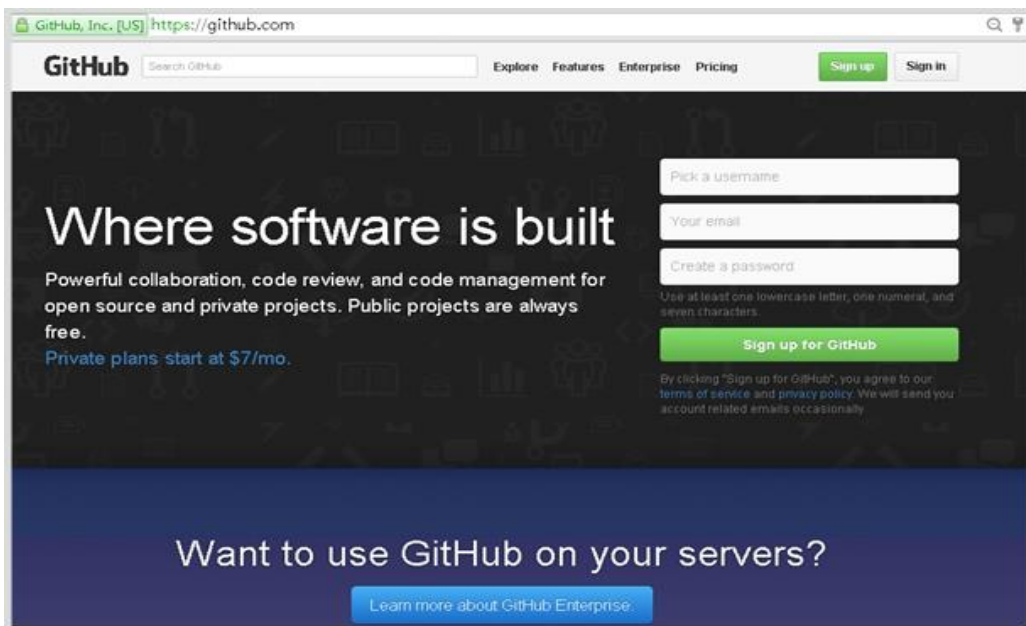 GitHub, Inc. [US] https://github.com
GitHub Search GitHub Explore Features Enterprise Pricing Sign up Sign in
Where software is built
Powerful collaboration, code review, and code management for
open source and private projects. Public projects are always
free.
Private plans start at $7/mo.
Pick a username
Your email
Create a password
Use at least one lowercase letter, one numeral, and
seven characters.
Sign up for GitHub
By clicking "Sign up for GitHub", you agree to our
terms of service and privacy policy. We will send you
account related emails occasionally.
Want to use GitHub on your servers?
Learn more about GitHub Enterprise.